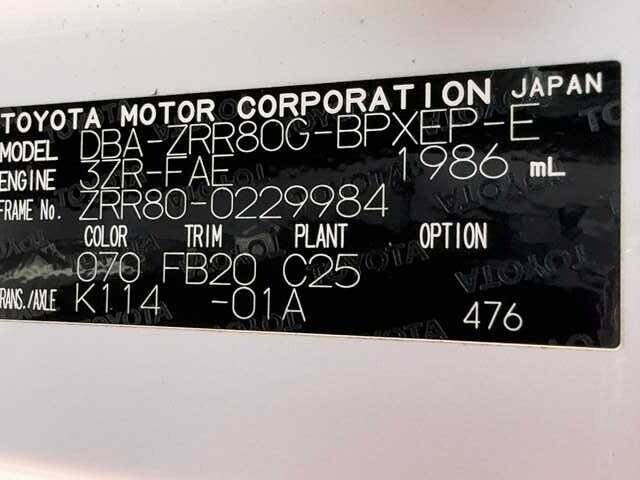 TOYOTA MOTOR CORPORATION JAPAN
MODEL DBA-ZRR80G-BPXEP-E
ENGINE 3ZR-FAE 1986 mL
FRAME No. ZRR80-0229984
COLOR TRIM PLANT OPTION
070 FB20 C25
TRANS./AXLE K114 -01A
476